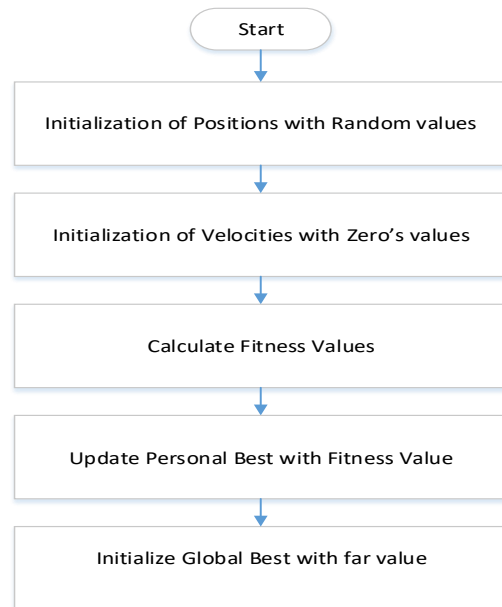 Start
Initialization of Positions with Random values
Initialization of Velocities with Zero’s values
Calculate Fitness Values
Update Personal Best with Fitness Value
Initialize Global Best with far value